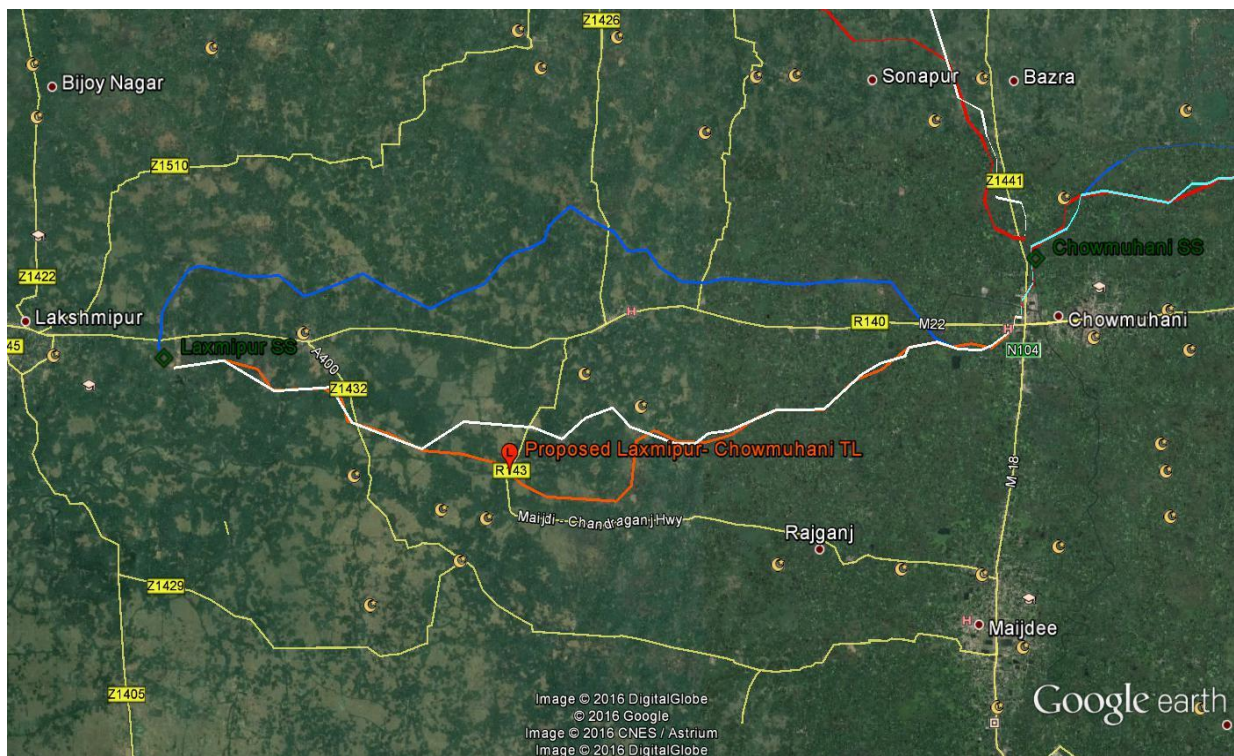 Z1426
Bijoy Nagar
Sonapur
Bazra
Z1510
Z1441
Chowmuhani SS
Z1422
Lakshmipur
R140
M22
Chowmuhani
45
Laxmipur SS
A400
N104
Z1432
Proposed Laxmipur- Chowmuhani TL
R143
M-18
Maijdi - Chandraganj Hwy
Rajganj
Z1429
H
Maijdee
Z1405
Image © 2016 DigitalGlobe
© 2016 Google
Image © 2016 CNES / Astrium
Image © 2016 DigitalGlobe
Google earth